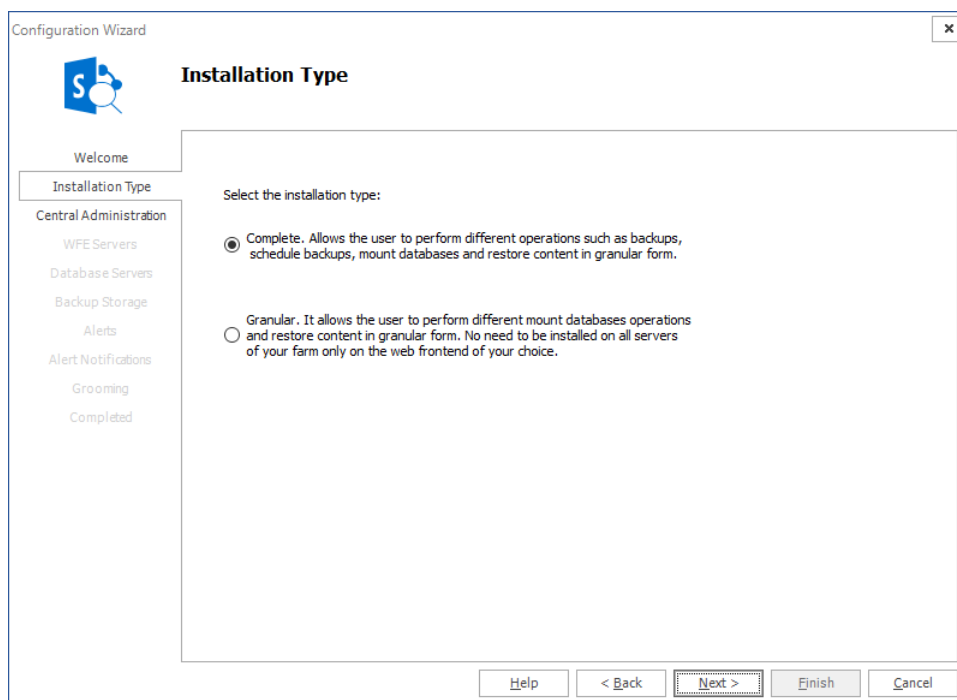 Configuration Wizard
Installation Type
Welcome
Installation Type
Central Administration
WFE Servers
Database Servers
Backup Storage
Alerts
Alert Notifications
Grooming
Completed
Select the installation type:
Complete. Allows the user to perform different operations such as backups,
schedule backups, mount databases and restore content in granular form.
Granular. It allows the user to perform different mount databases operations
and restore content in granular form. No need to be installed on all servers
of your farm only on the web frontend of your choice.
Help
< Back
Next >
Finish
Cancel